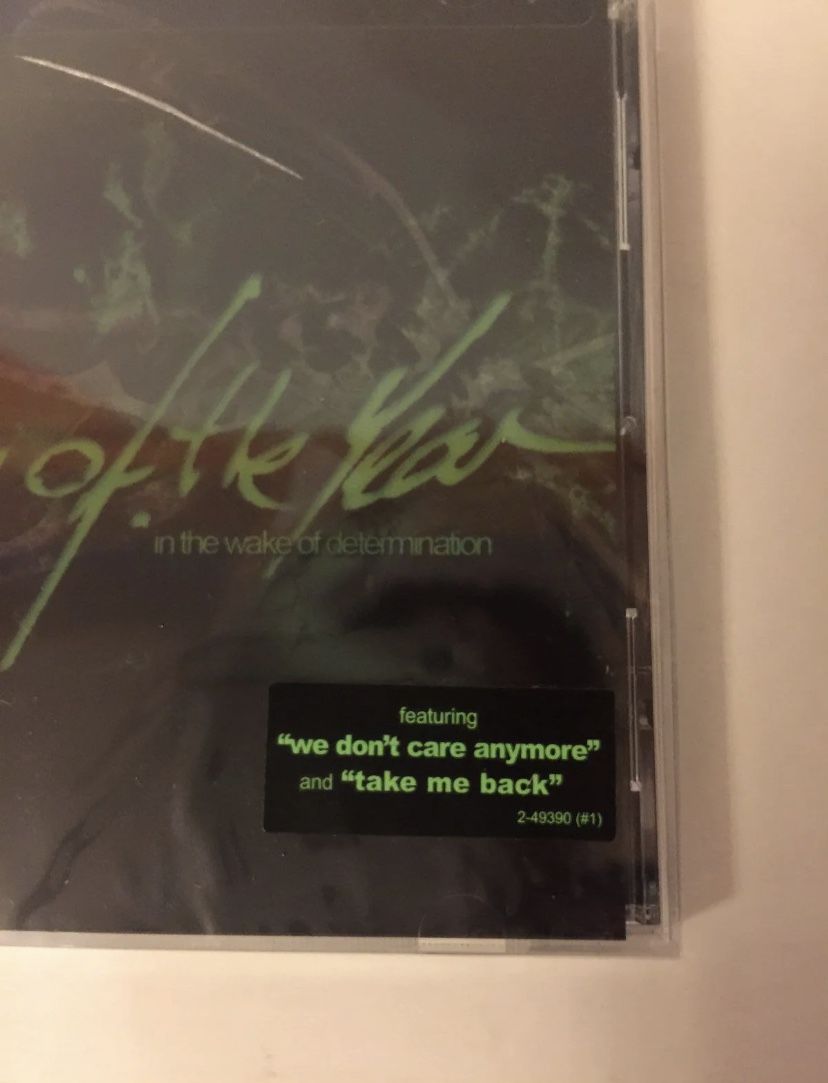 of the Year
in the wake of determination
featuring
“we don’t care anymore”
and “take me back”
2-49390 (#1)